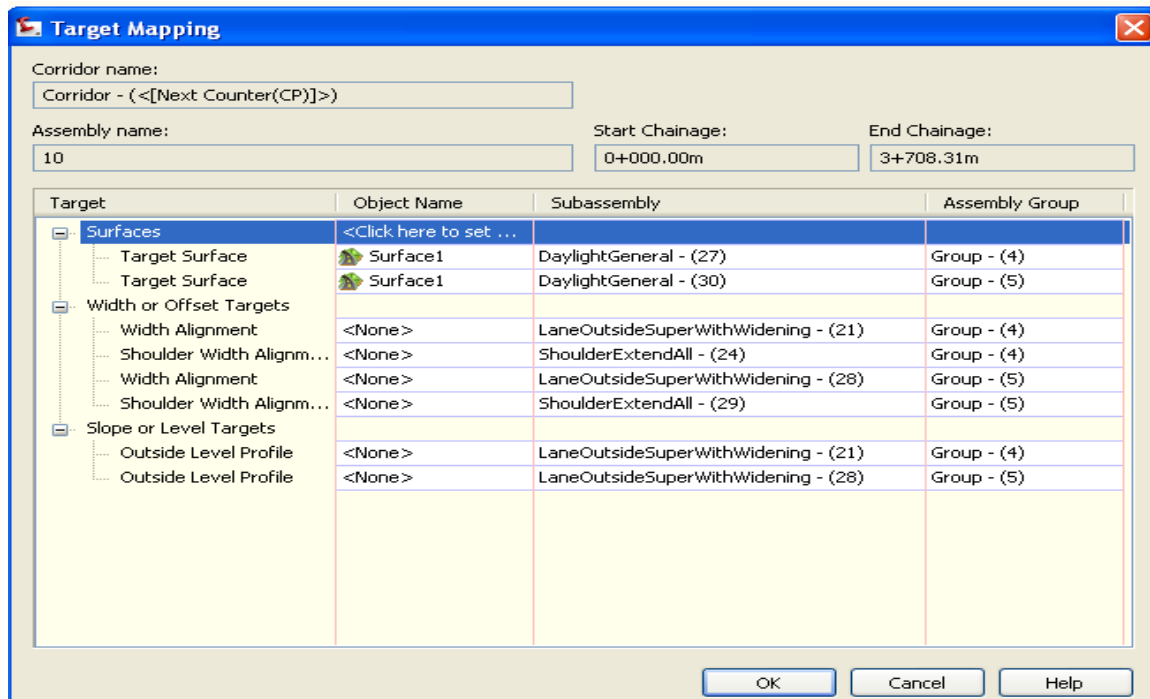 Target Mapping
Corridor name:
Corridor - (<[Next Counter(CP)]>)
Assembly name: Start Chainage: End Chainage:
10 0+000.00m 3+708.31m
Target Object Name Subassembly Assembly Group
Surfaces <Click here to set ...
Target Surface Surface1 DaylightGeneral - (27) Group - (4)
Target Surface Surface1 DaylightGeneral - (30) Group - (5)
Width or Offset Targets
Width Alignment <None> LaneOutsideSuperWithWidening - (21) Group - (4)
Shoulder Width Alignm... <None> ShoulderExtendAll - (24) Group - (4)
Width Alignment <None> LaneOutsideSuperWithWidening - (28) Group - (5)
Shoulder Width Alignm... <None> ShoulderExtendAll - (29) Group - (5)
Slope or Level Targets
Outside Level Profile <None> LaneOutsideSuperWithWidening - (21) Group - (4)
Outside Level Profile <None> LaneOutsideSuperWithWidening - (28) Group - (5)
OK Cancel Help